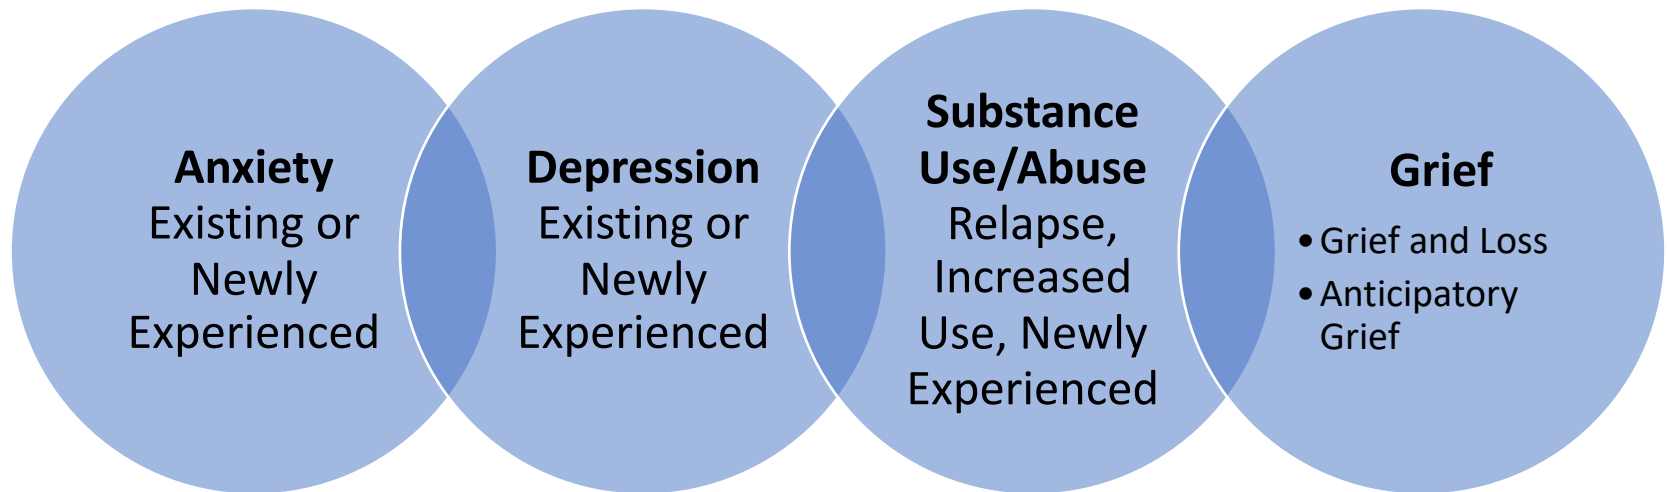 Anxiety
Existing or
Newly
Experienced
Depression
Existing or
Newly
Experienced
Substance
Use/Abuse
Relapse,
Increased
Use, Newly
Experienced
Grief
•Grief and Loss
•Anticipatory
Grief